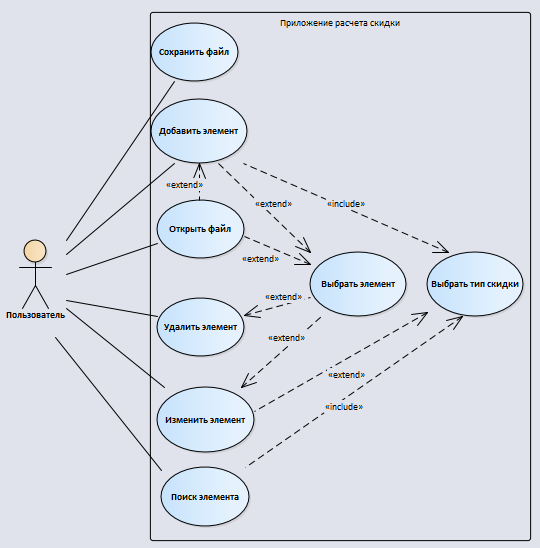 Приложение расчета скидки
Сохранить файл
Добавить элемент
«extend»
«extend»
«include»
Открыть файл
«extend»
Пользователь
Выбрать элемент
Выбрать тип скидки
«extend»
Удалить элемент
«extend»
«extend»
Изменить элемент
«include»
Поиск элемента